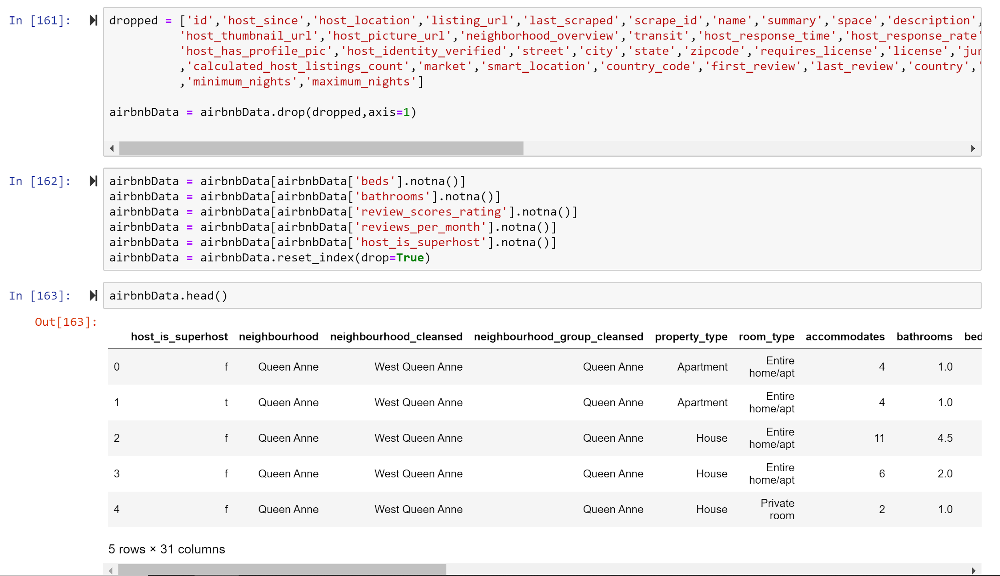 In [161]:
dropped = ['id','host_since','host_location','listing_url','last_scraped','scrape_id','name','summary','space','description',
'host_thumbnail_url','host_picture_url','neighborhood_overview','transit','host_response_time','host_response_rate'
'host_has_profile_pic','host_identity_verified','street','city','state','zipcode','requires_license','license',
,'calculated_host_listings_count','market','smart_location','country_code','first_review','last_review','country','
,'minimum_nights','maximum_nights']
airbnbData = airbnbData.drop(dropped,axis=1)
In [162]:
airbnbData = airbnbData[airbnbData['beds'].notna()]
airbnbData = airbnbData[airbnbData['bathrooms'].notna()]
airbnbData = airbnbData[airbnbData['review_scores_rating'].notna()]
airbnbData = airbnbData[airbnbData['reviews_per_month'].notna()]
airbnbData = airbnbData[airbnbData['host_is_superhost'].notna()]
airbnbData = airbnbData.reset_index(drop=True)
In [163]:
airbnbData.head()
Out[163]:
host_is_superhost neighbourhood neighbourhood_cleansed neighbourhood_group_cleansed property_type room_type accommodates bathrooms bed
0 f Queen Anne West Queen Anne Queen Anne Apartment Entire home/apt 4 1.0
1 t Queen Anne West Queen Anne Queen Anne Apartment Entire home/apt 4 1.0
2 f Queen Anne West Queen Anne Queen Anne House Entire home/apt 11 4.5
3 f Queen Anne West Queen Anne Queen Anne House Entire home/apt 6 2.0
4 f Queen Anne West Queen Anne Queen Anne House Private room 2 1.0
5 rows × 31 columns